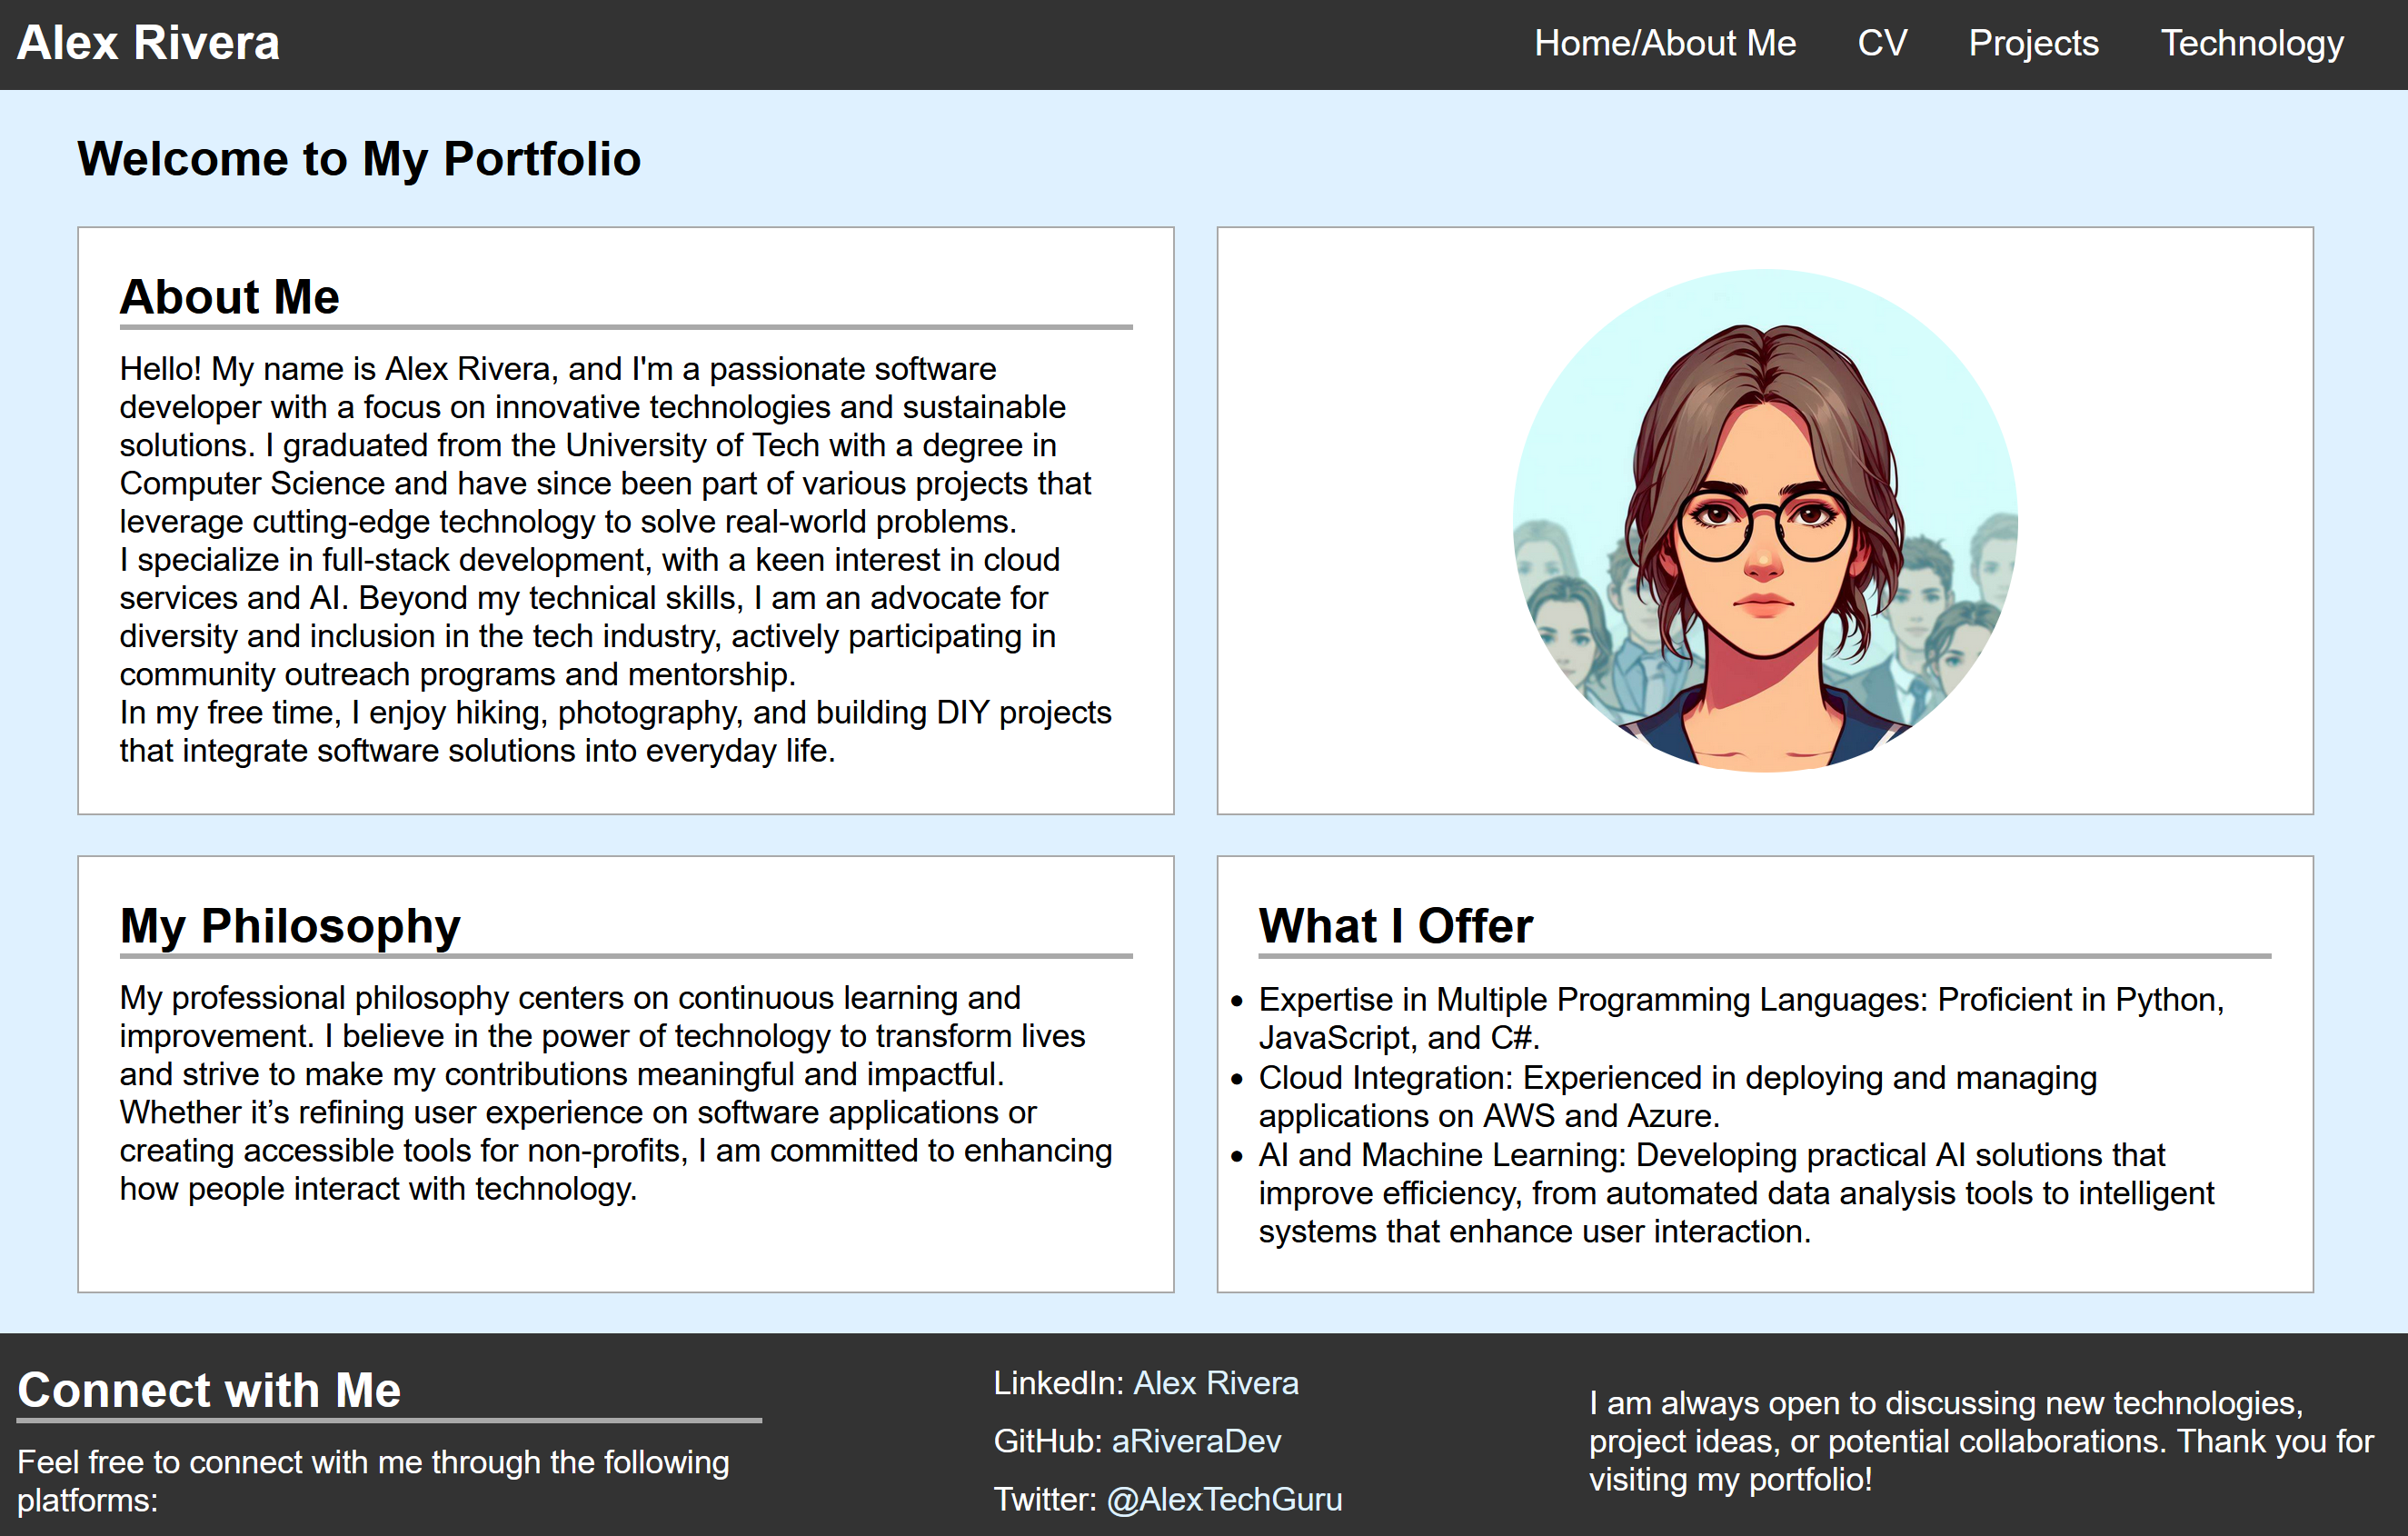 Alex Rivera
Home/About Me CV Projects Technology
Welcome to My Portfolio
About Me
Hello! My name is Alex Rivera, and I'm a passionate software
developer with a focus on innovative technologies and sustainable
solutions. I graduated from the University of Tech with a degree in
Computer Science and have since been part of various projects that
leverage cutting-edge technology to solve real-world problems.
I specialize in full-stack development, with a keen interest in cloud
services and AI. Beyond my technical skills, I am an advocate for
diversity and inclusion in the tech industry, actively participating in
community outreach programs and mentorship.
In my free time, I enjoy hiking, photography, and building DIY projects
that integrate software solutions into everyday life.
My Philosophy
My professional philosophy centers on continuous learning and
improvement. I believe in the power of technology to transform lives
and strive to make my contributions meaningful and impactful.
Whether it’s refining user experience on software applications or
creating accessible tools for non-profits, I am committed to enhancing
how people interact with technology.
What I Offer
• Expertise in Multiple Programming Languages: Proficient in Python,
JavaScript, and C#.
• Cloud Integration: Experienced in deploying and managing
applications on AWS and Azure.
• AI and Machine Learning: Developing practical AI solutions that
improve efficiency, from automated data analysis tools to intelligent
systems that enhance user interaction.
Connect with Me
Feel free to connect with me through the following
platforms:
LinkedIn: Alex Rivera
GitHub: aRiveraDev
Twitter: @AlexTechGuru
I am always open to discussing new technologies,
project ideas, or potential collaborations. Thank you for
visiting my portfolio!